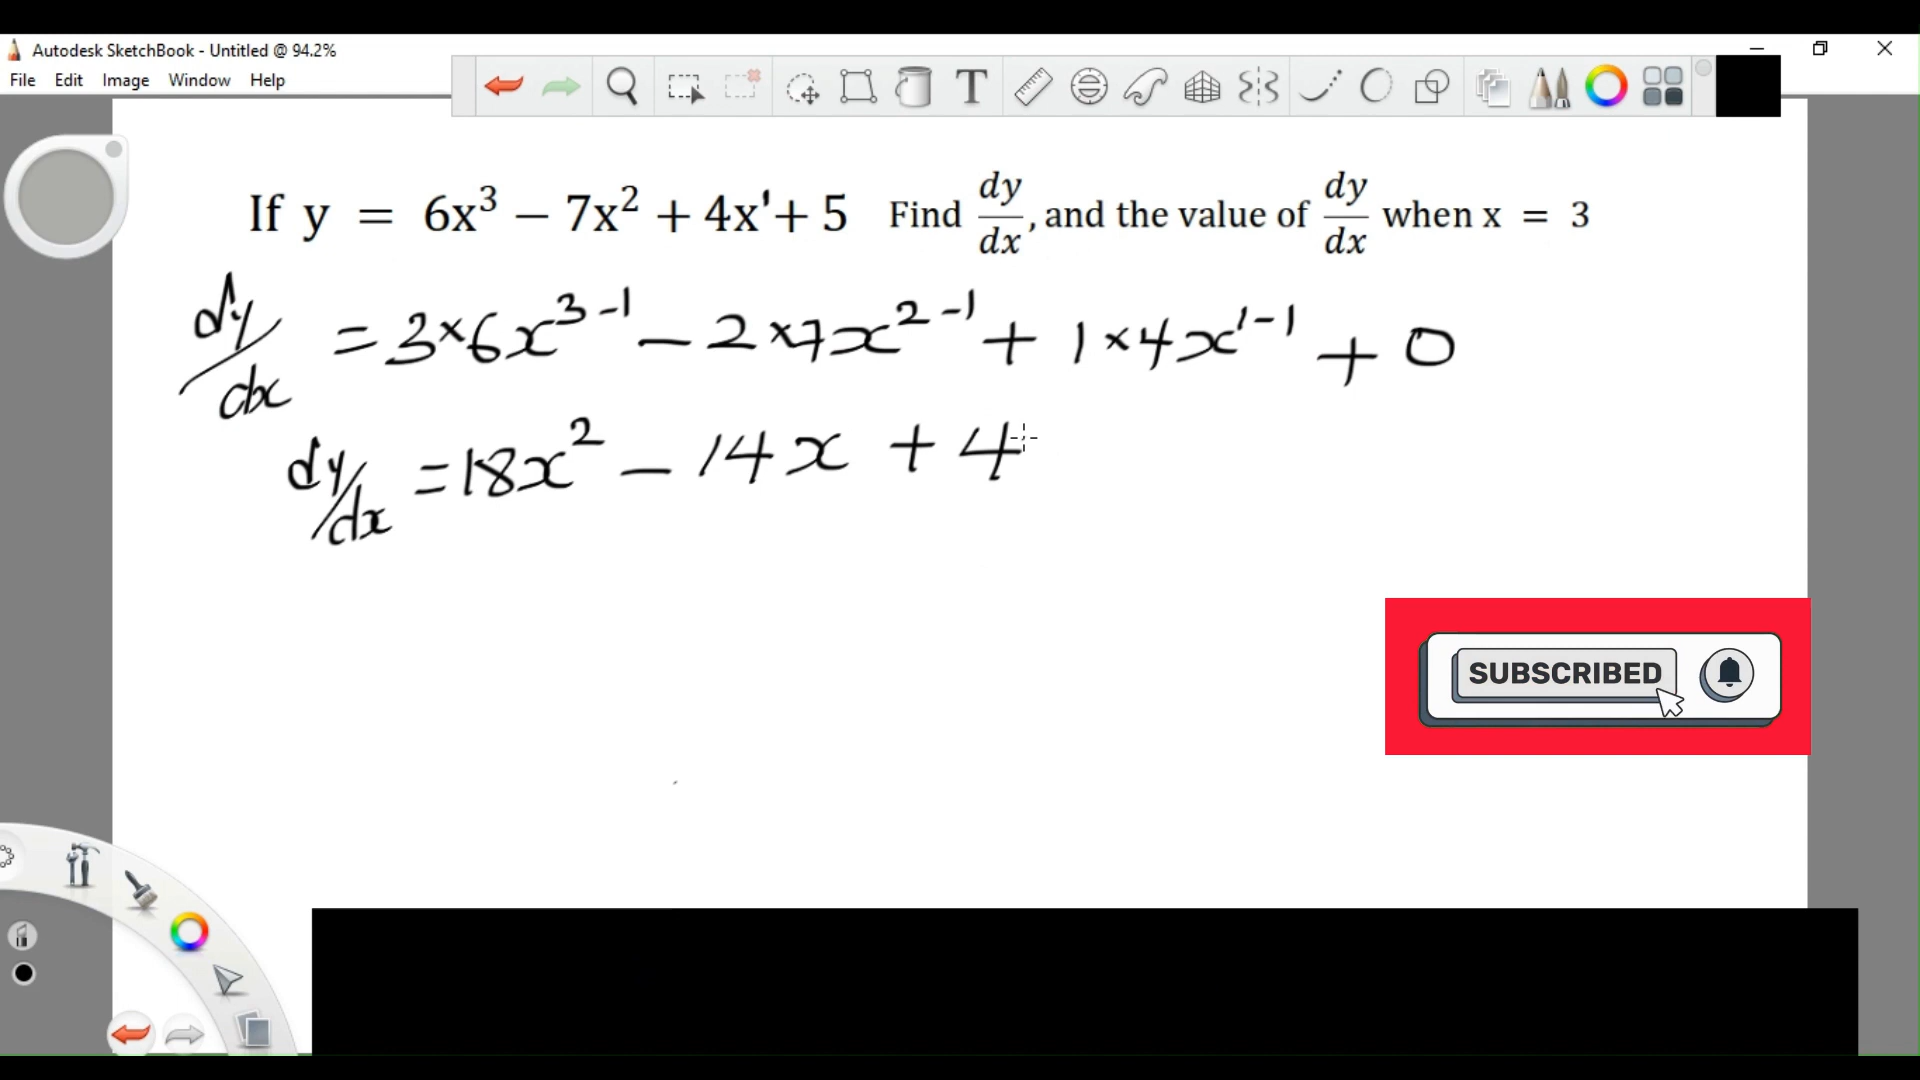 Autodesk SketchBook - Untitled @ 94.2%
File Edit Image Window Help
T
If y = 6x³ − 7x² + 4x' + 5 Find dy/dx, and the value of dy/dx when x = 3
dy/dx = 3×6x³⁻¹ − 2×7x²⁻¹ + 1×4x¹⁻¹ + 0
dy/dx = 18x² − 14x + 4
SUBSCRIBED